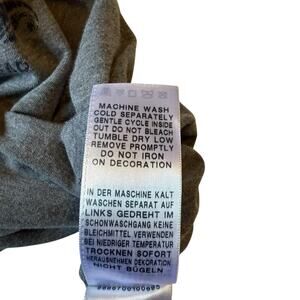 MACHINE WASH
COLD SEPARATELY
GENTLE CYCLE INSIDE
OUT DO NOT BLEACH
TUMBLE DRY LOW
REMOVE PROMPTLY
DO NOT IRON
ON DECORATION
IN DER MASCHINE KALT
WASCHEN SEPARAT AUF
LINKS GEDREHT IM
SCHONWASCHGANG KEINE
BLEICHMITTEL VERWENDEN
BEI NIEDRIGER TEMPERATUR
TROCKNEN SOFORT
HERAUSNEHMEN DEKORATION
NICHT BÜGELN